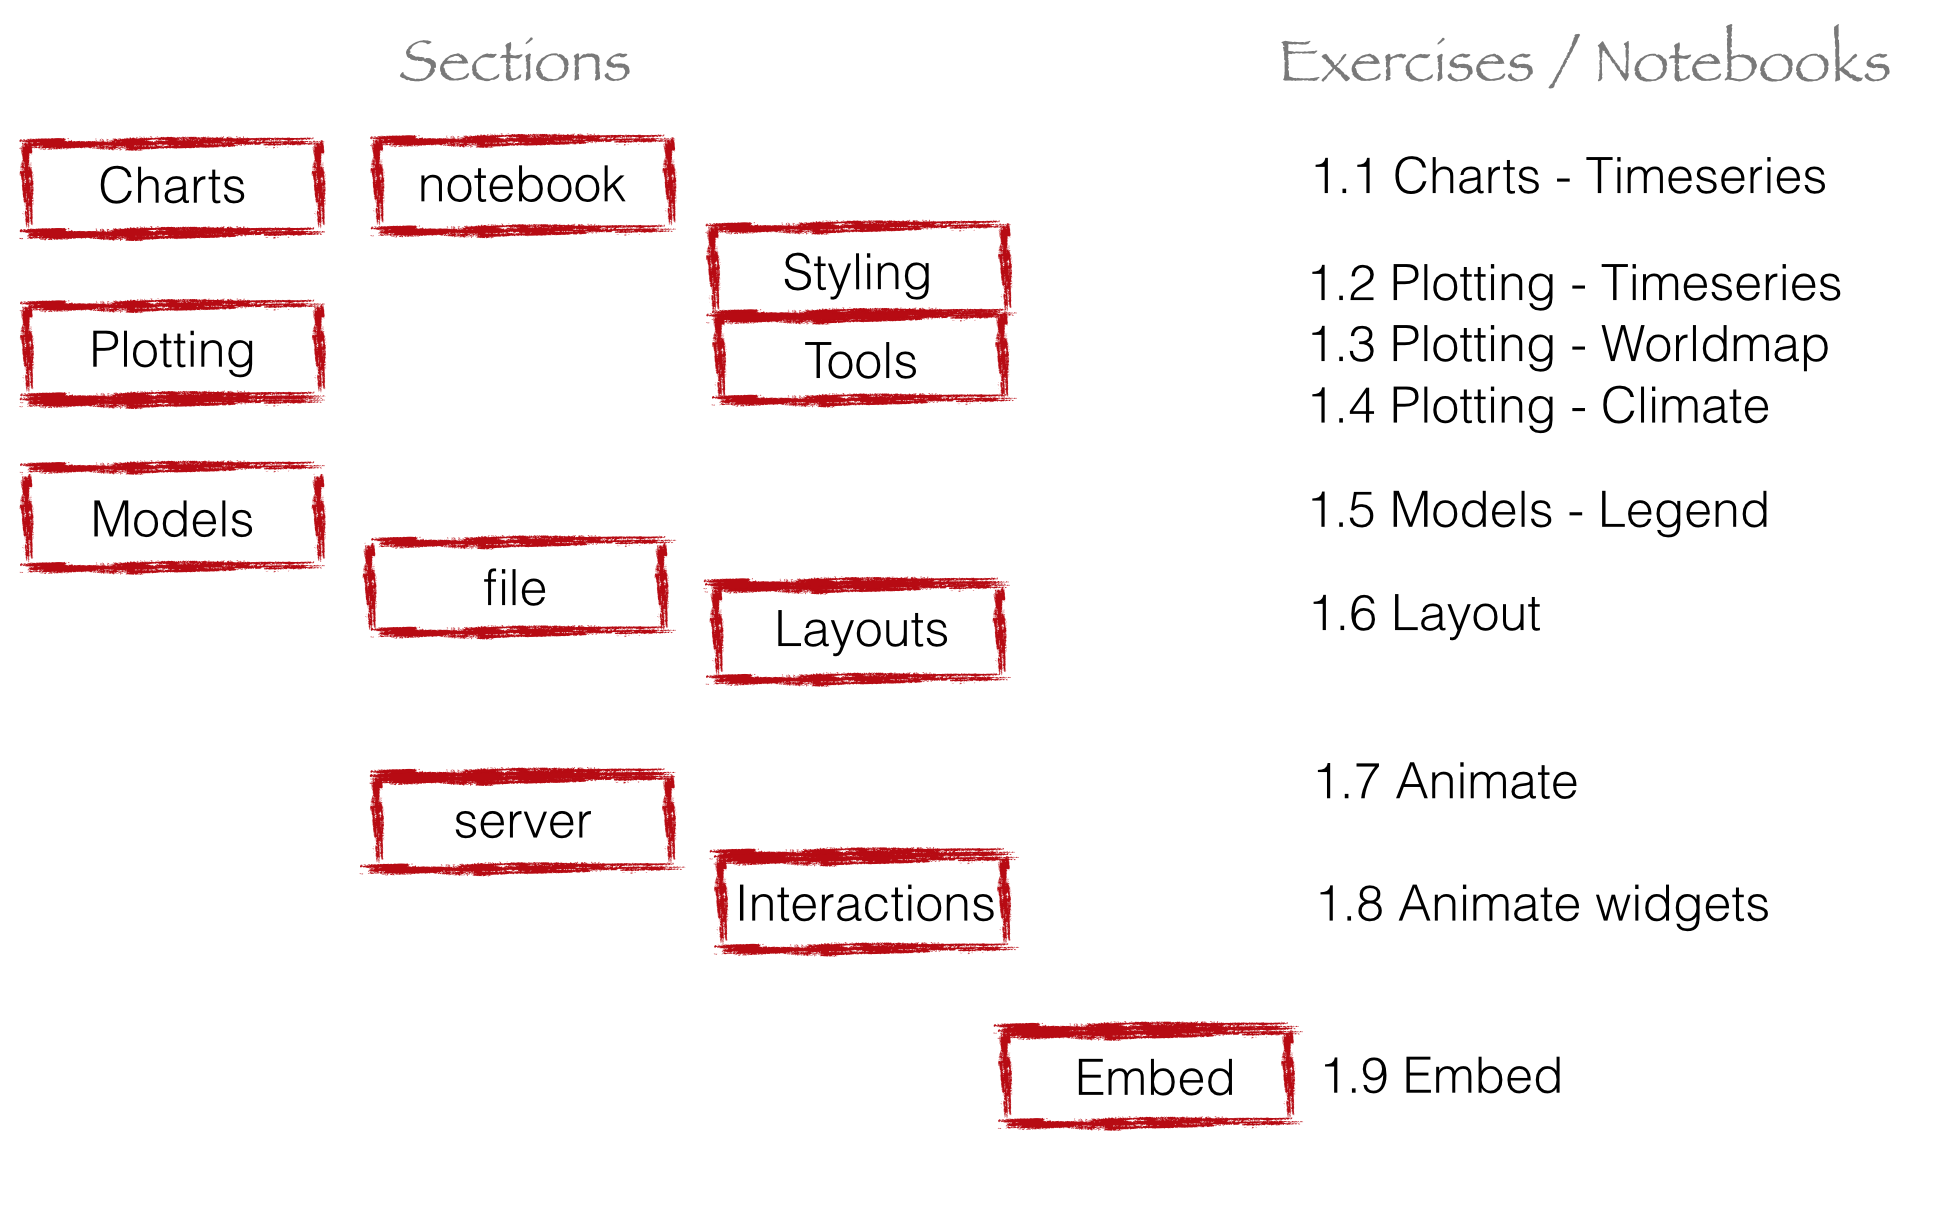 Sections
Exercises / Notebooks
Charts
notebook
1.1 Charts - Timeseries
Styling
1.2 Plotting - Timeseries
Plotting
Tools
1.3 Plotting - Worldmap
1.4 Plotting - Climate
Models
1.5 Models - Legend
file
Layouts
1.6 Layout
server
1.7 Animate
Interactions
1.8 Animate widgets
Embed
1.9 Embed